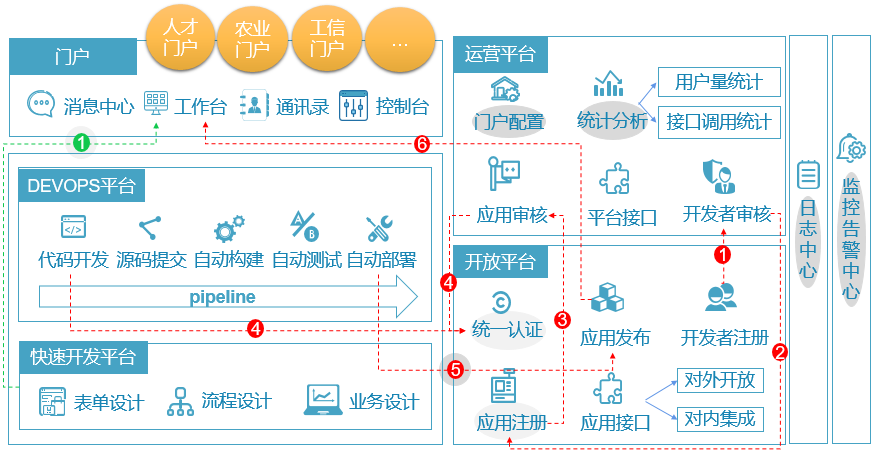 人才
门户
农业
门户
工信
门户
...
门户
消息中心
工作台
通讯录
控制台
1
6
DEVOPS平台
代码开发
源码提交
自动构建
自动测试
自动部署
pipeline
4
快速开发平台
表单设计
流程设计
业务设计
运营平台
门户配置
统计分析
用户量统计
接口调用统计
应用审核
平台接口
开发者审核
1
开放平台
4
统一认证
3
应用发布
开发者注册
2
5
应用注册
应用接口
对外开放
对内集成
日志中心
监控告警中心